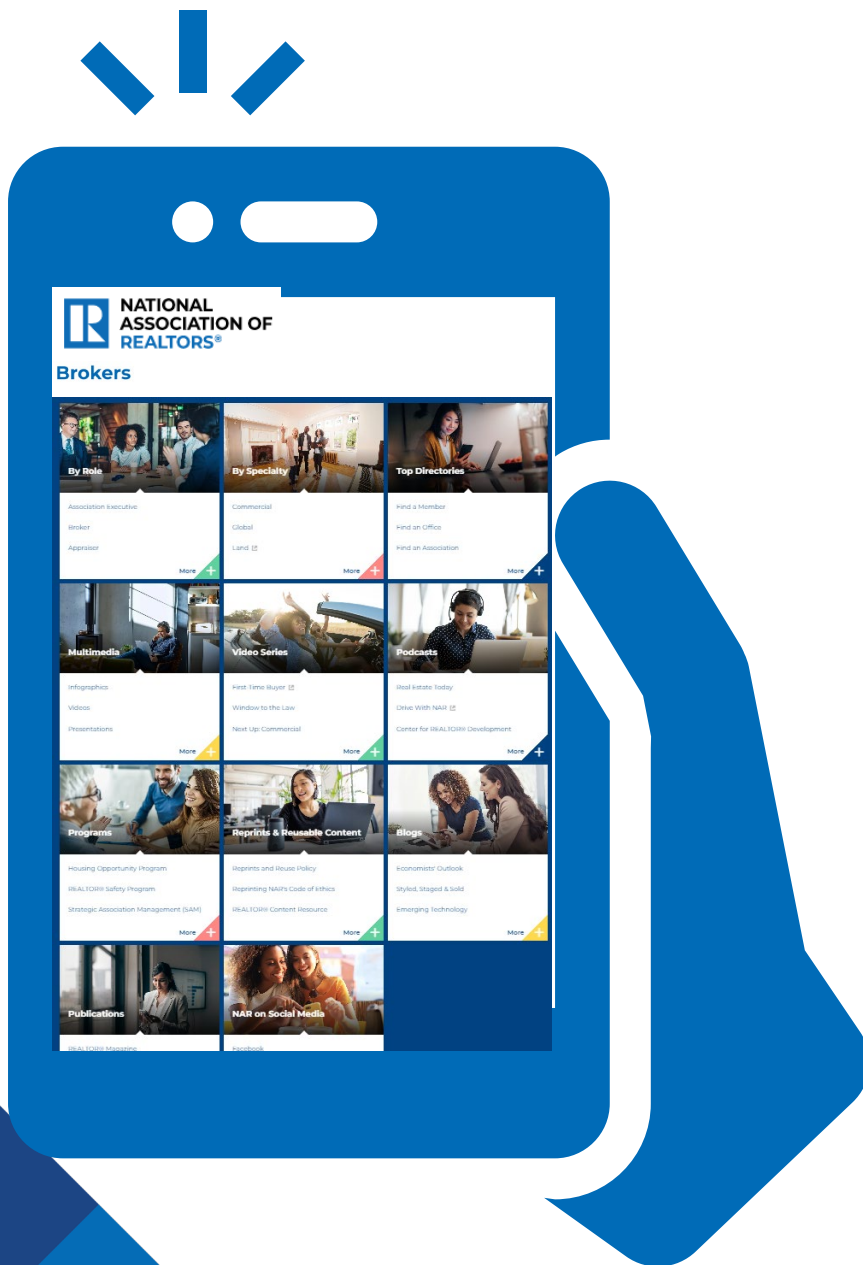 NATIONAL
ASSOCIATION OF
REALTORS®
Brokers
By Role
Association Executive
Broker
Appraiser
More
By Specialty
Commercial
Global
Land
More
Top Directories
Find a Member
Find an Office
Find an Association
More
Multimedia
Infographics
Videos
Presentations
More
Video Series
First Time Buyer
Window to the Law
Next Up: Commercial
More
Podcasts
Real Estate Today
Drive With NAR
Center for REALTOR® Development
More
Programs
Housing Opportunity Program
REALTOR® Safety Program
Strategic Association Management (SAM)
More
Reprints & Reusable Content
Reprints and Reuse Policy
Reprinting NAR's Code of Ethics
REALTOR® Content Resource
More
Blogs
Economists' Outlook
Styled, Staged & Sold
Emerging Technology
More
Publications
REALTOR® Magazine
NAR on Social Media
Facebook